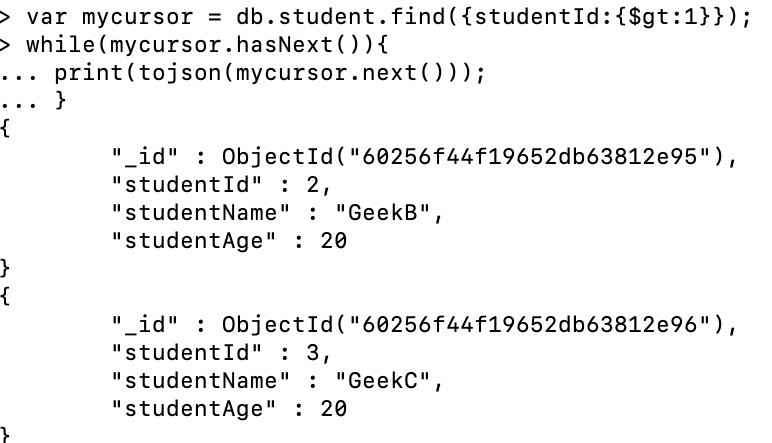 > var mycursor = db.student.find({studentId:{$gt:1}});
> while(mycursor.hasNext()){
... print(tojson(mycursor.next()));
... }
{
        "_id" : ObjectId("60256f44f19652db63812e95"),
        "studentId" : 2,
        "studentName" : "GeekB",
        "studentAge" : 20
}
{
        "_id" : ObjectId("60256f44f19652db63812e96"),
        "studentId" : 3,
        "studentName" : "GeekC",
        "studentAge" : 20
}